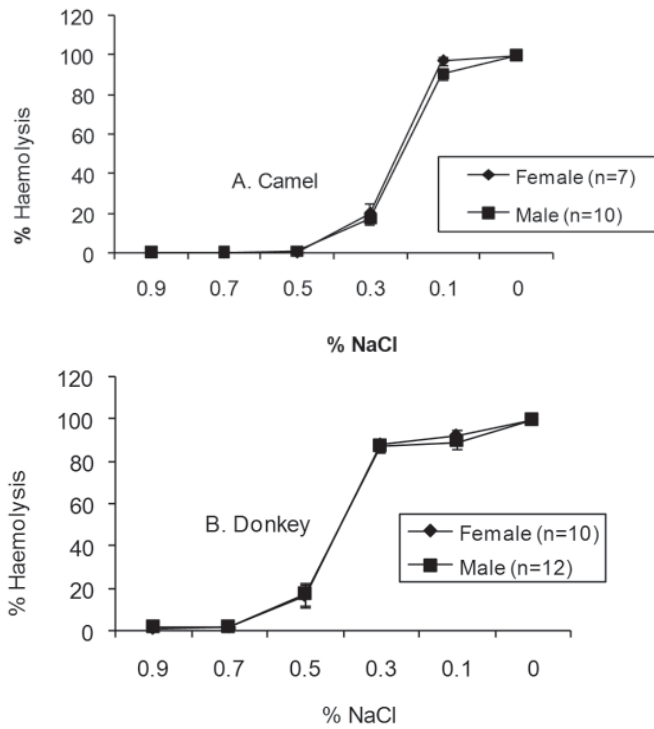 120
100
80
60
40
20
0
% Haemolysis
A. Camel
Female (n=7)
Male (n=10)
0.9 0.7 0.5 0.3 0.1 0
% NaCl
120
100
80
60
40
20
0
% Haemolysis
B. Donkey
Female (n=10)
Male (n=12)
0.9 0.7 0.5 0.3 0.1 0
% NaCl